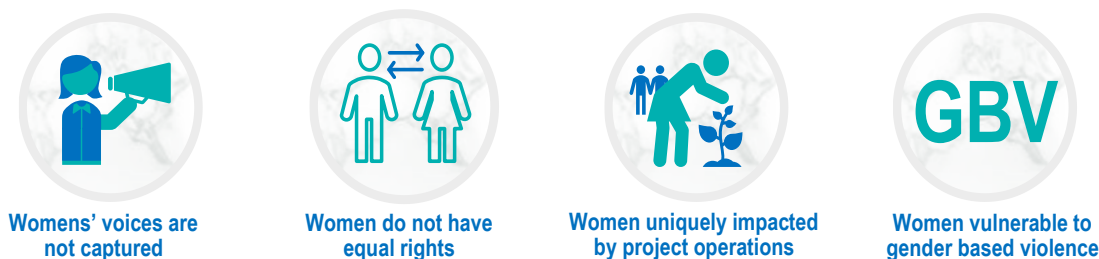 GBV
Womens' voices are
not captured
Women do not have
equal rights
Women uniquely impacted
by project operations
Women vulnerable to
gender based violence